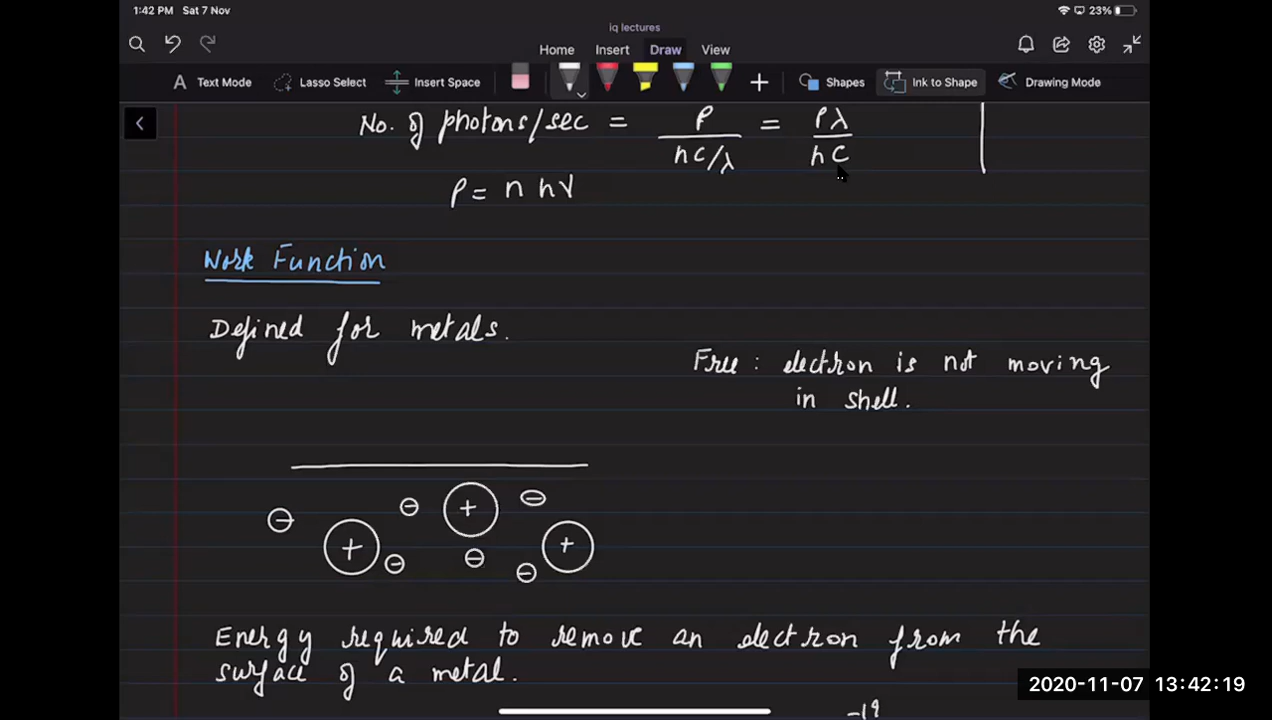 1:42 PM Sat 7 Nov
23%
iq lectures
Home Insert Draw View
Text Mode Lasso Select Insert Space Shapes Ink to Shape Drawing Mode
No. of photons/sec = P / hc/λ = Pλ / hc
P = n hν
Work Function
Defined for metals.
Free : electron is not moving
in shell.
⊖ + ⊖ + ⊖ +
⊖ ⊖ ⊖
Energy required to remove an electron from the
surface of a metal.
2020-11-07 13:42:19
-19